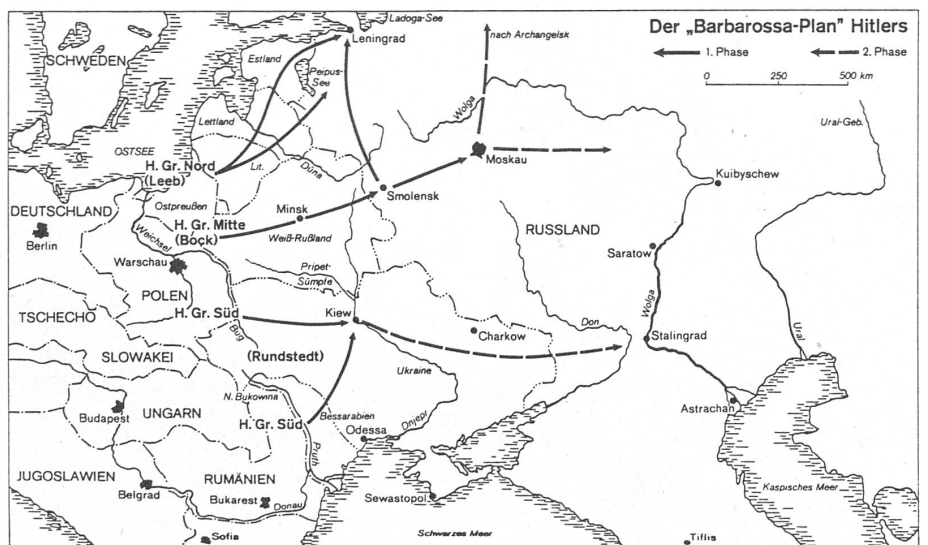 Der „Barbarossa-Plan" Hitlers
1. Phase
2. Phase
0 250 500 km
Ladoga-See
Leningrad
nach Archangelsk
SCHWEDEN
Estland
Peipus-
See
Wolga
Ural-Geb.
Lettland
OSTSEE
Moskau
H. Gr. Nord
(Leeb)
Lit.
Düna
Smolensk
Kuibyschew
Ostpreußen
DEUTSCHLAND
Berlin
Minsk
H. Gr. Mitte
(Bock)
Weiß-Rußland
RUSSLAND
Weichsel
Warschau
Saratow
Pripet-
Sümpfe
POLEN
Wolga
TSCHECHO
H. Gr. Süd
Bug
Kiew
Charkow
Don
Stalingrad
Ural
SLOWAKEI
(Rundstedt)
Ukraine
N. Bukowina
Budapest
UNGARN
Bessarabien
Dnjepr
Astrachan
H. Gr. Süd
Odessa
Pruth
JUGOSLAWIEN
RUMÄNIEN
Belgrad
Bukarest
Donau
Sewastopol
Kaspisches Meer
Sofia
Schwarzes Meer
Tiflis